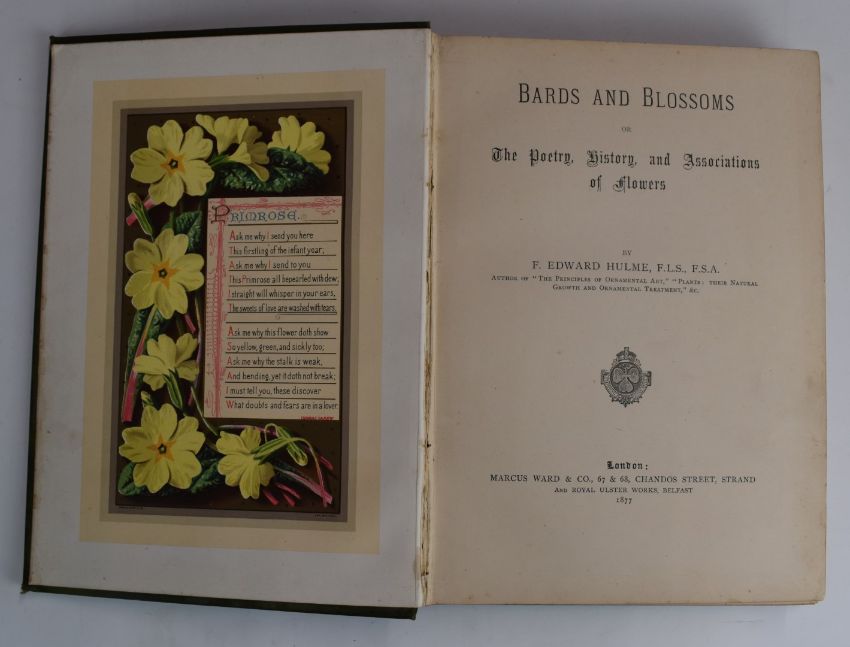 PRIMROSE.
Ask me why I send you here
This firstling of the infant year;
Ask me why I send to you
This Primrose all bepearled with dew,
I straight will whisper in your ears,
The sweets of love are washed with tears.
Ask me why this flower doth show
So yellow, green, and sickly too;
Ask me why the stalk is weak,
And bending, yet it doth not break;
I must tell you, these discover
What doubts and fears are in a lover.
BARDS AND BLOSSOMS
OR
The Poetry, History, and Associations
of Flowers
BY
F. EDWARD HULME, F.L.S., F.S.A.
AUTHOR OF "THE PRINCIPLES OF ORNAMENTAL ART," "PLANTS: THEIR NATURAL
GROWTH AND ORNAMENTAL TREATMENT," &c.
London:
MARCUS WARD & CO., 67 & 68, CHANDOS STREET, STRAND
AND ROYAL ULSTER WORKS, BELFAST
1877